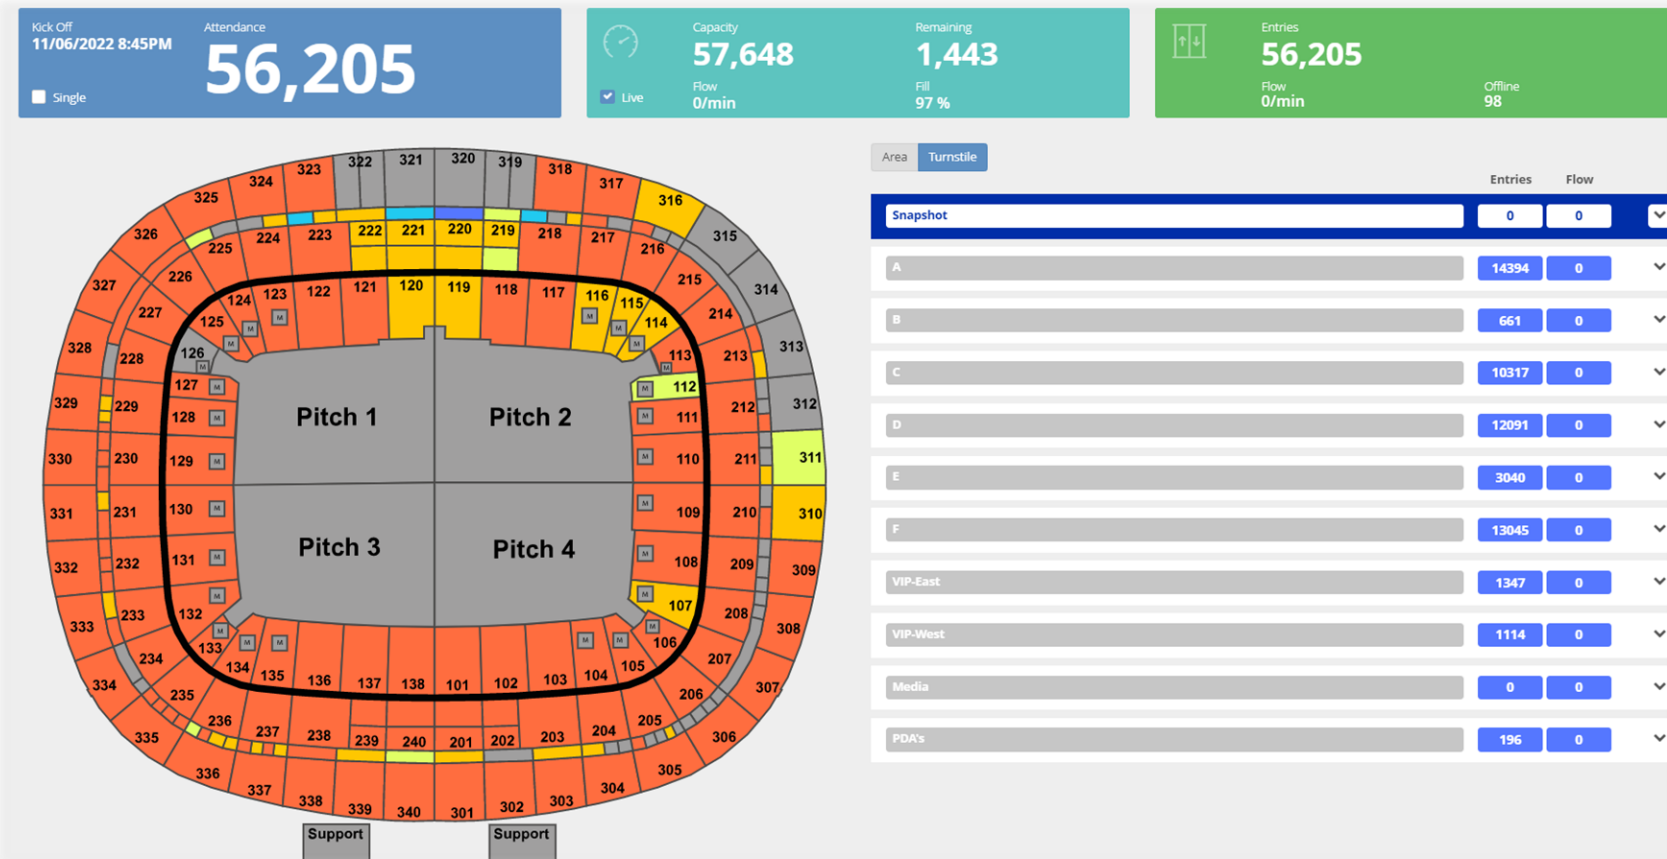 Kick Off
11/06/2022 8:45PM
Single
Attendance
56,205
Live
Capacity
57,648
Flow
0/min
Remaining
1,443
Fill
97 %
Entries
56,205
Flow
0/min
Offline
98
Area Turnstile
Entries Flow
Snapshot 0 0
A 14394 0
B 661 0
C 10317 0
D 12091 0
E 3040 0
F 13045 0
VIP-East 1347 0
VIP-West 1114 0
Media 0 0
PDA's 196 0
323 322 321 320 319 318
325 324 317 316
326 315
327 314
328 313
329 312
330 311
331 310
332 309
333 308
334 307
335 306
336 305
337 304
338 339 340 301 302 303
225 224 223 222 221 220 219 218 217 216
226 215
227 214
228 213
229 212
230 211
231 210
232 209
233 208
234 207
235 206
236 205
237 238 239 240 201 202 203 204
125 124 123 122 121 120 119 118 117 116 115 114
M M M M M M
126 M M 113
127 M M 112
128 M M 111
129 M M 110
130 M M 109
131 M M 108
132 M M 107
133 M M M M M M 106
134 135 136 137 138 101 102 103 104 105
Pitch 1 Pitch 2
Pitch 3 Pitch 4
Support Support